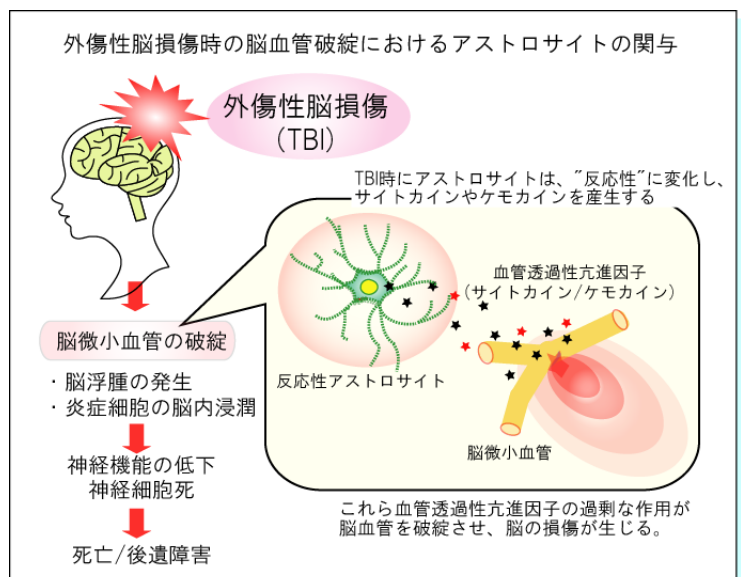 外傷性脳損傷時の脳血管破綻におけるアストロサイトの関与
外傷性脳損傷
(TBI)
TBI時にアストロサイトは、"反応性"に変化し、
サイトカインやケモカインを産生する
血管透過性亢進因子
(サイトカイン/ケモカイン)
反応性アストロサイト
脳微小血管
脳微小血管の破綻
・脳浮腫の発生
・炎症細胞の脳内浸潤
神経機能の低下
神経細胞死
死亡/後遺障害
これら血管透過性亢進因子の過剰な作用が
脳血管を破綻させ、脳の損傷が生じる。